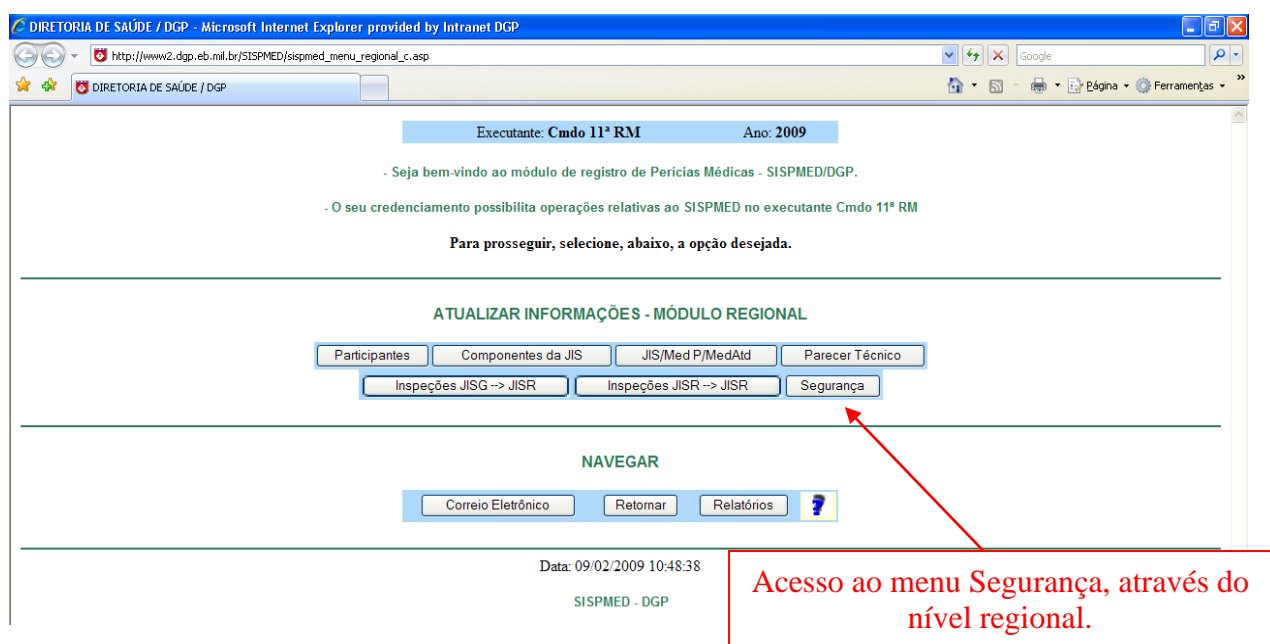 DIRETORIA DE SAÚDE / DGP - Microsoft Internet Explorer provided by Intranet DGP
http://www2.dgp.eb.mil.br/SISPMED/sispmed_menu_regional_c.asp
Google
DIRETORIA DE SAÚDE / DGP
Página
Ferramentas
Executante: Cmdo 11ª RM Ano: 2009
- Seja bem-vindo ao módulo de registro de Perícias Médicas - SISPMED/DGP.
- O seu credenciamento possibilita operações relativas ao SISPMED no executante Cmdo 11ª RM
Para prosseguir, selecione, abaixo, a opção desejada.
ATUALIZAR INFORMAÇÕES - MÓDULO REGIONAL
Participantes Componentes da JIS JIS/Med P/MedAtd Parecer Técnico
Inspeções JISG --> JISR Inspeções JISR --> JISR Segurança
NAVEGAR
Correio Eletrônico Retornar Relatórios ?
Data: 09/02/2009 10:48:38
SISPMED - DGP
Acesso ao menu Segurança, através do
nível regional.